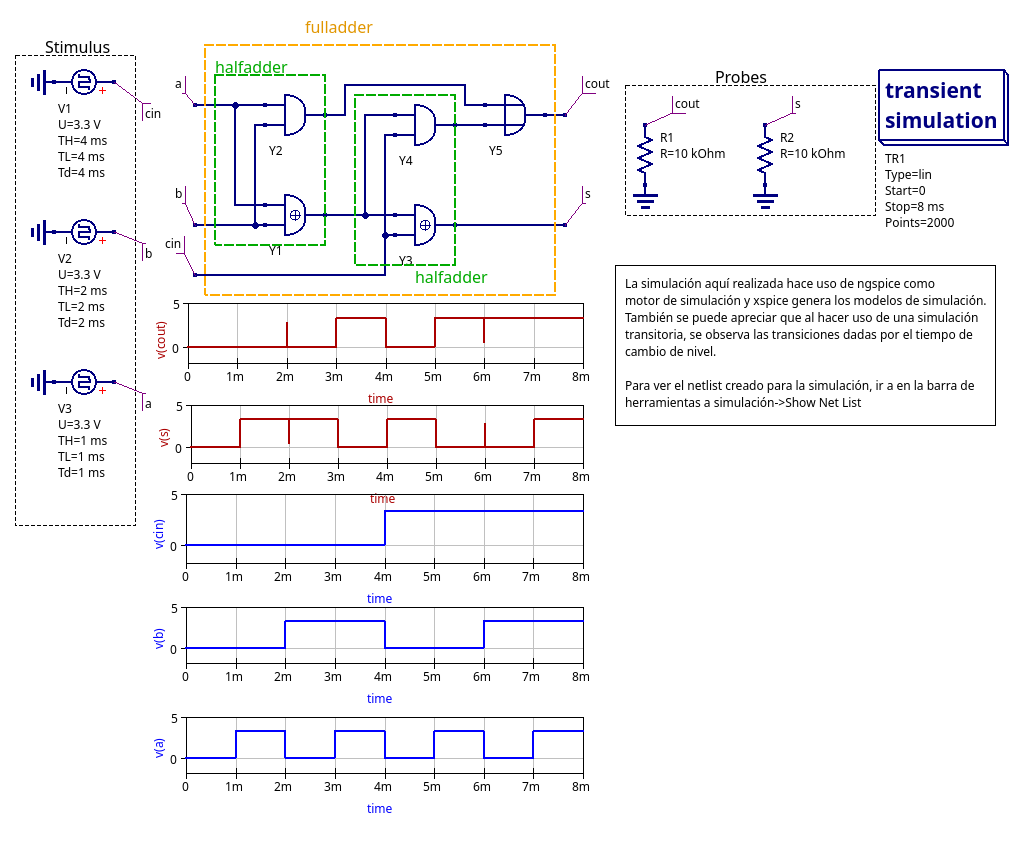 Stimulus
V1
U=3.3 V
TH=4 ms
TL=4 ms
Td=4 ms
cin
V2
U=3.3 V
TH=2 ms
TL=2 ms
Td=2 ms
b
V3
U=3.3 V
TH=1 ms
TL=1 ms
Td=1 ms
a
fulladder
halfadder
a
Y2
b
Y1
cin
Y4
Y3
halfadder
Y5
cout
s
Probes
cout
R1
R=10 kOhm
s
R2
R=10 kOhm
transient
simulation
TR1
Type=lin
Start=0
Stop=8 ms
Points=2000
La simulación aquí realizada hace uso de ngspice como
motor de simulación y xspice genera los modelos de simulación.
También se puede apreciar que al hacer uso de una simulación
transitoria, se observa las transiciones dadas por el tiempo de
cambio de nivel.
Para ver el netlist creado para la simulación, ir a en la barra de
herramientas a simulación->Show Net List
v(cout)
5
0
0 1m 2m 3m 4m 5m 6m 7m 8m
time
v(s)
5
0
0 1m 2m 3m 4m 5m 6m 7m 8m
time
v(cin)
5
0
0 1m 2m 3m 4m 5m 6m 7m 8m
time
v(b)
5
0
0 1m 2m 3m 4m 5m 6m 7m 8m
time
v(a)
5
0
0 1m 2m 3m 4m 5m 6m 7m 8m
time